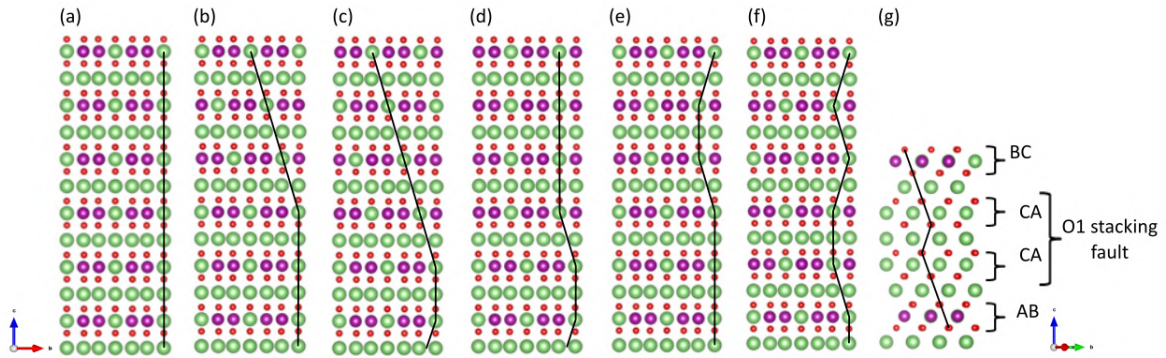 (a) (b) (c) (d) (e) (f) (g)
BC
CA
O1 stacking
fault
CA
AB
c
b
c
b